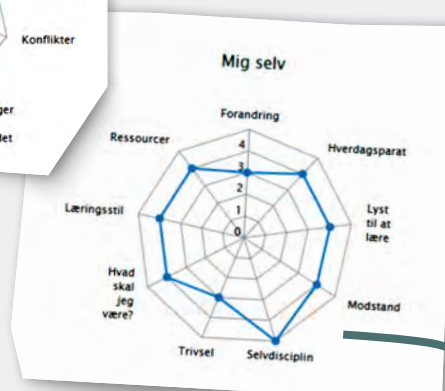 Konflikter
ger
let
Mig selv
Forandring
Hverdagsparat
Lyst
til at
lære
Modstand
Selvdisciplin
Trivsel
Hvad
skal
jeg
være?
Læringsstil
Ressourcer
4
3
2
1
0